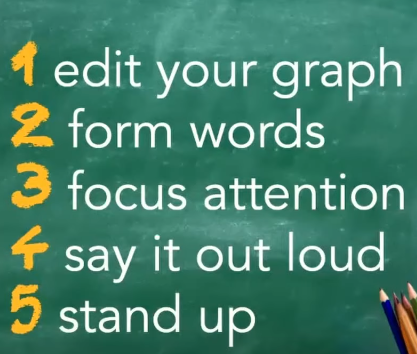 1 edit your graph
2 form words
3 focus attention
4 say it out loud
5 stand up